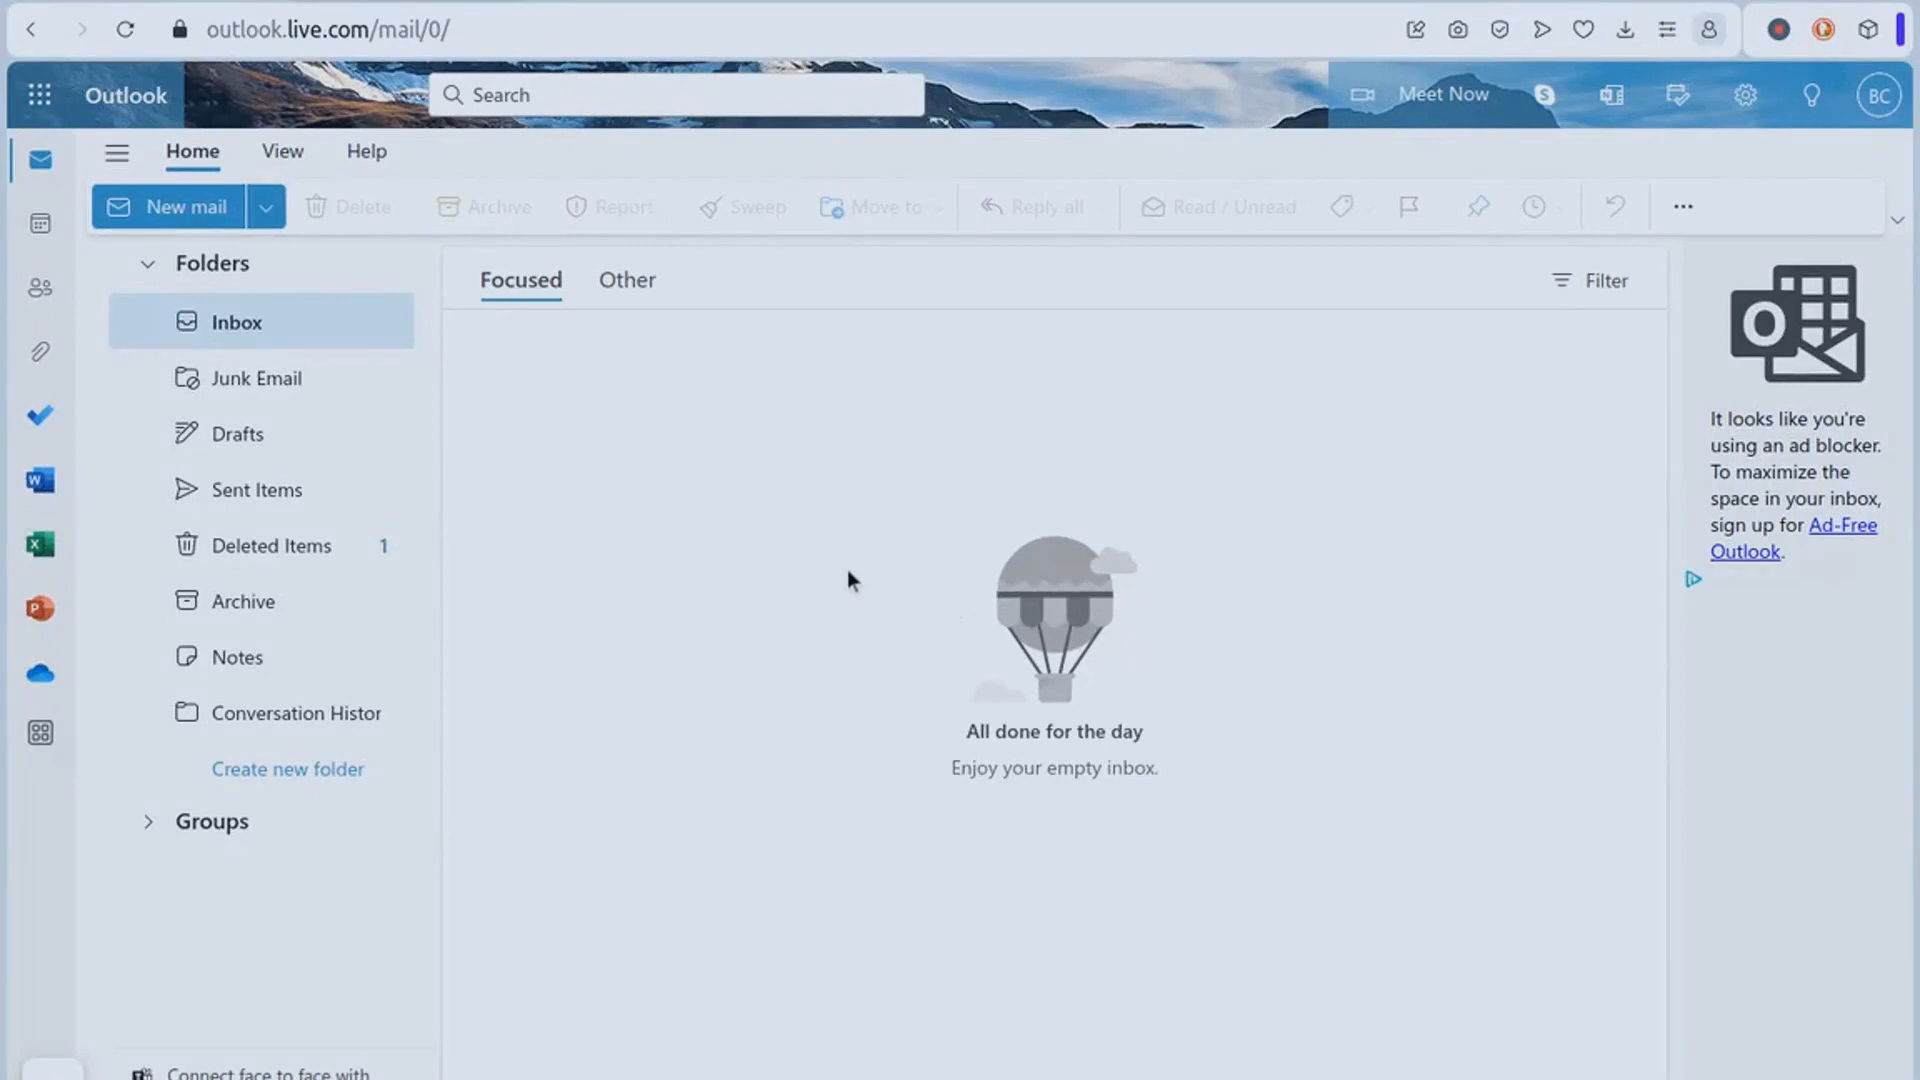 outlook.live.com/mail/0/
Outlook
Search
Meet Now
BC
Home
View
Help
New mail
Delete
Archive
Report
Sweep
Move to
Reply all
Read / Unread
Folders
Inbox
Junk Email
Drafts
Sent Items
Deleted Items 1
Archive
Notes
Conversation Histor
Create new folder
Groups
Connect face to face with
Focused
Other
Filter
All done for the day
Enjoy your empty inbox.
It looks like you're
using an ad blocker.
To maximize the
space in your inbox,
sign up for Ad-Free
Outlook.